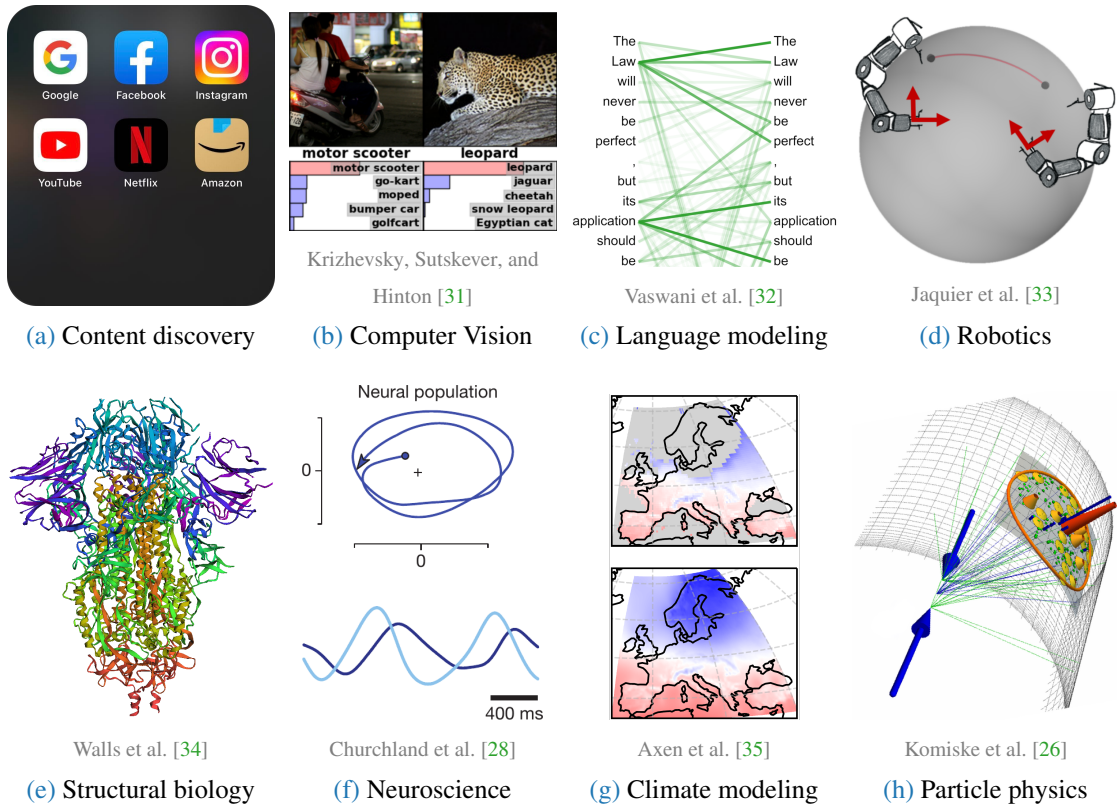 Google Facebook Instagram
YouTube Netflix Amazon
(a) Content discovery
motor scooter leopard
motor scooter leopard
go-kart jaguar
moped cheetah
bumper car snow leopard
golfcart Egyptian cat
Krizhevsky, Sutskever, and
Hinton [31]
(b) Computer Vision
The The
Law Law
will will
never never
be be
perfect perfect
, ,
but but
its its
application application
should should
be be
Vaswani et al. [32]
(c) Language modeling
Jaquier et al. [33]
(d) Robotics
Walls et al. [34]
(e) Structural biology
Neural population
0
+
0
400 ms
Churchland et al. [28]
(f) Neuroscience
Axen et al. [35]
(g) Climate modeling
Komiske et al. [26]
(h) Particle physics